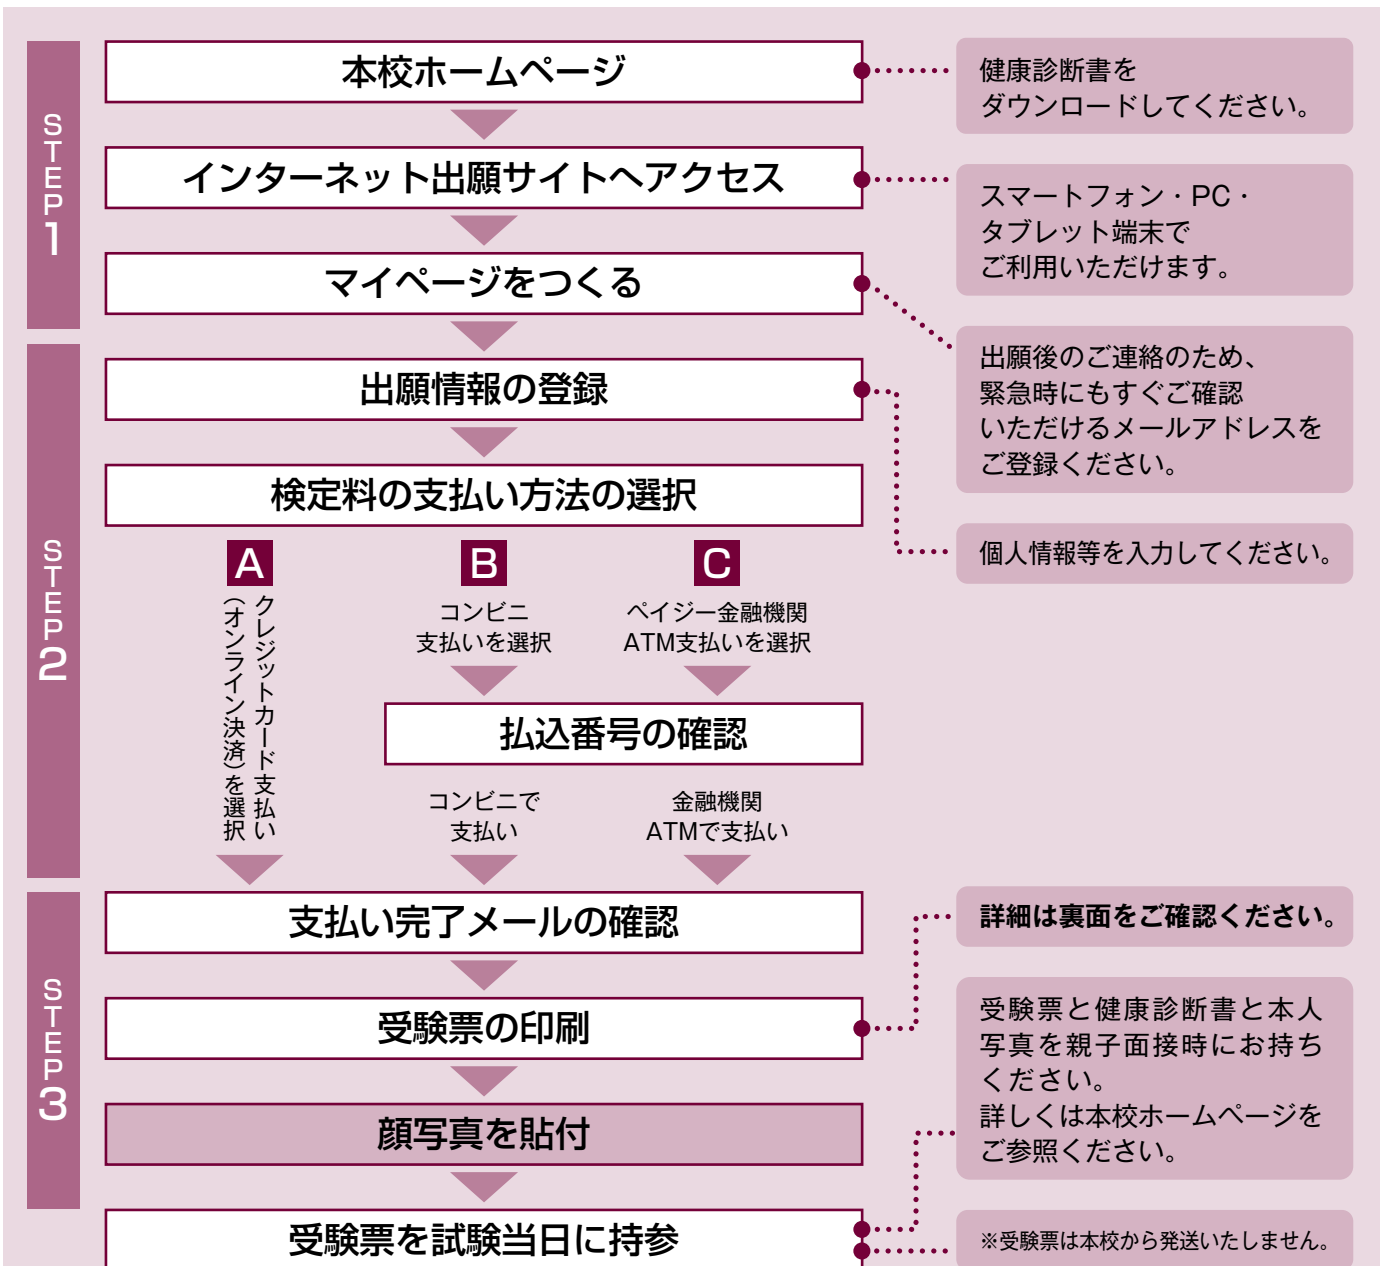 STEP1
本校ホームページ
健康診断書を
ダウンロードしてください。
インターネット出願サイトへアクセス
スマートフォン・PC・
タブレット端末で
ご利用いただけます。
マイページをつくる
出願後のご連絡のため、
緊急時にもすぐご確認
いただけるメールアドレスを
ご登録ください。
STEP2
出願情報の登録
個人情報等を入力してください。
検定料の支払い方法の選択
A
クレジットカード支払い
（オンライン決済）を選択
B
コンビニ
支払いを選択
C
ペイジー金融機関
ATM支払いを選択
払込番号の確認
コンビニで
支払い
金融機関
ATMで支払い
STEP3
支払い完了メールの確認
受験票の印刷
詳細は裏面をご確認ください。
顔写真を貼付
受験票を試験当日に持参
受験票と健康診断書と本人
写真を親子面接時にお持ち
ください。
詳しくは本校ホームページを
ご参照ください。
※受験票は本校から発送いたしません。